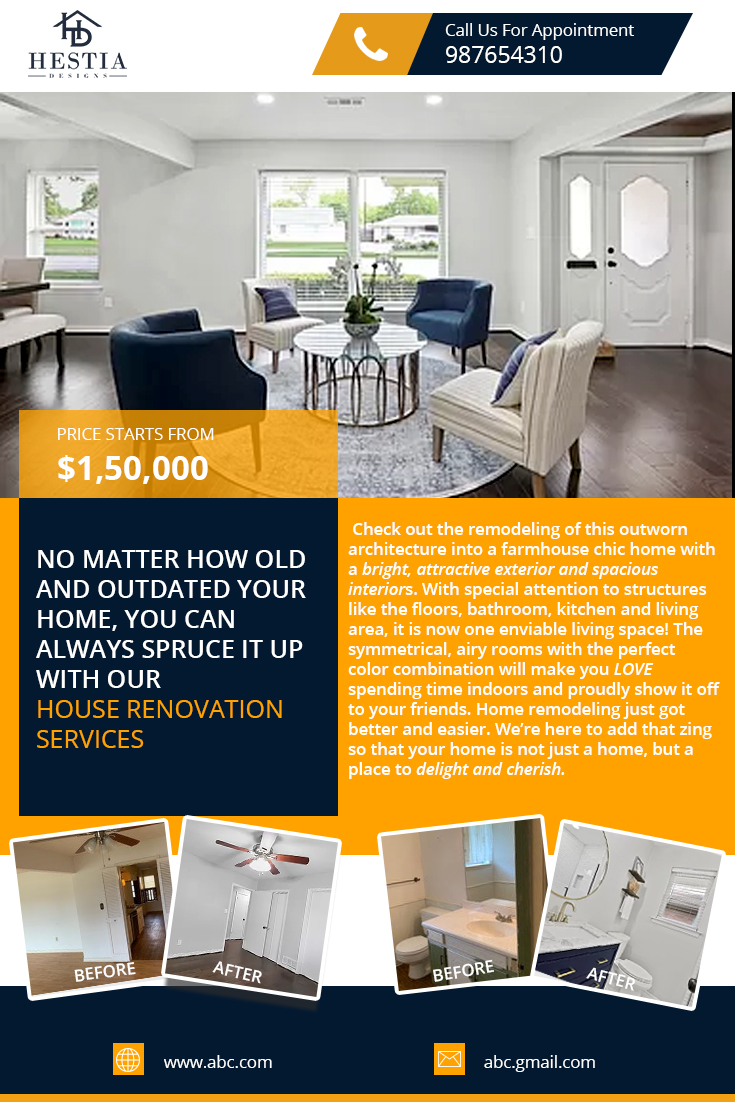 HD
HESTIA
DESIGNS
Call Us For Appointment
987654310
PRICE STARTS FROM
$1,50,000
NO MATTER HOW OLD
AND OUTDATED YOUR
HOME, YOU CAN
ALWAYS SPRUCE IT UP
WITH OUR
HOUSE RENOVATION
SERVICES
Check out the remodeling of this outworn
architecture into a farmhouse chic home with
a bright, attractive exterior and spacious
interiors. With special attention to structures
like the floors, bathroom, kitchen and living
area, it is now one enviable living space! The
symmetrical, airy rooms with the perfect
color combination will make you LOVE
spending time indoors and proudly show it off
to your friends. Home remodeling just got
better and easier. We’re here to add that zing
so that your home is not just a home, but a
place to delight and cherish.
BEFORE
AFTER
BEFORE
AFTER
www.abc.com
abc.gmail.com